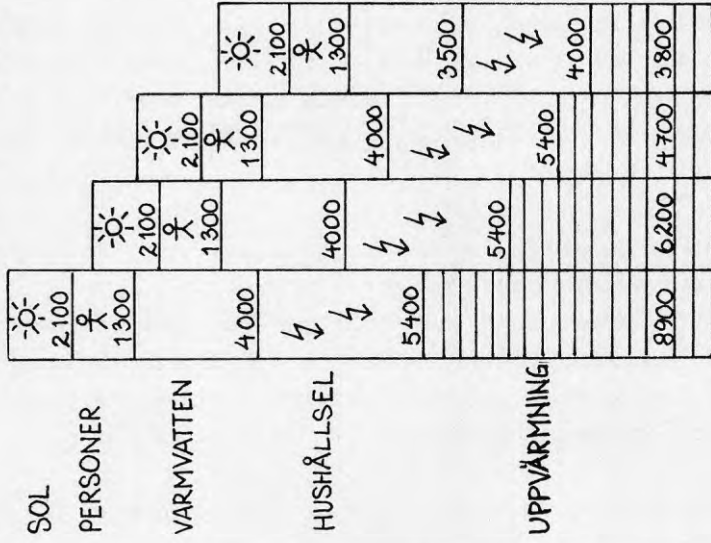 SOL
2100 2100 2100 2100
PERSONER
1300 1300 1300 1300
VARMVATTEN
4000 4000 4000 3500
HUSHÅLLSEL
5400 5400 5400 4000
UPPVÄRMNING
8900 6200 4700 3800